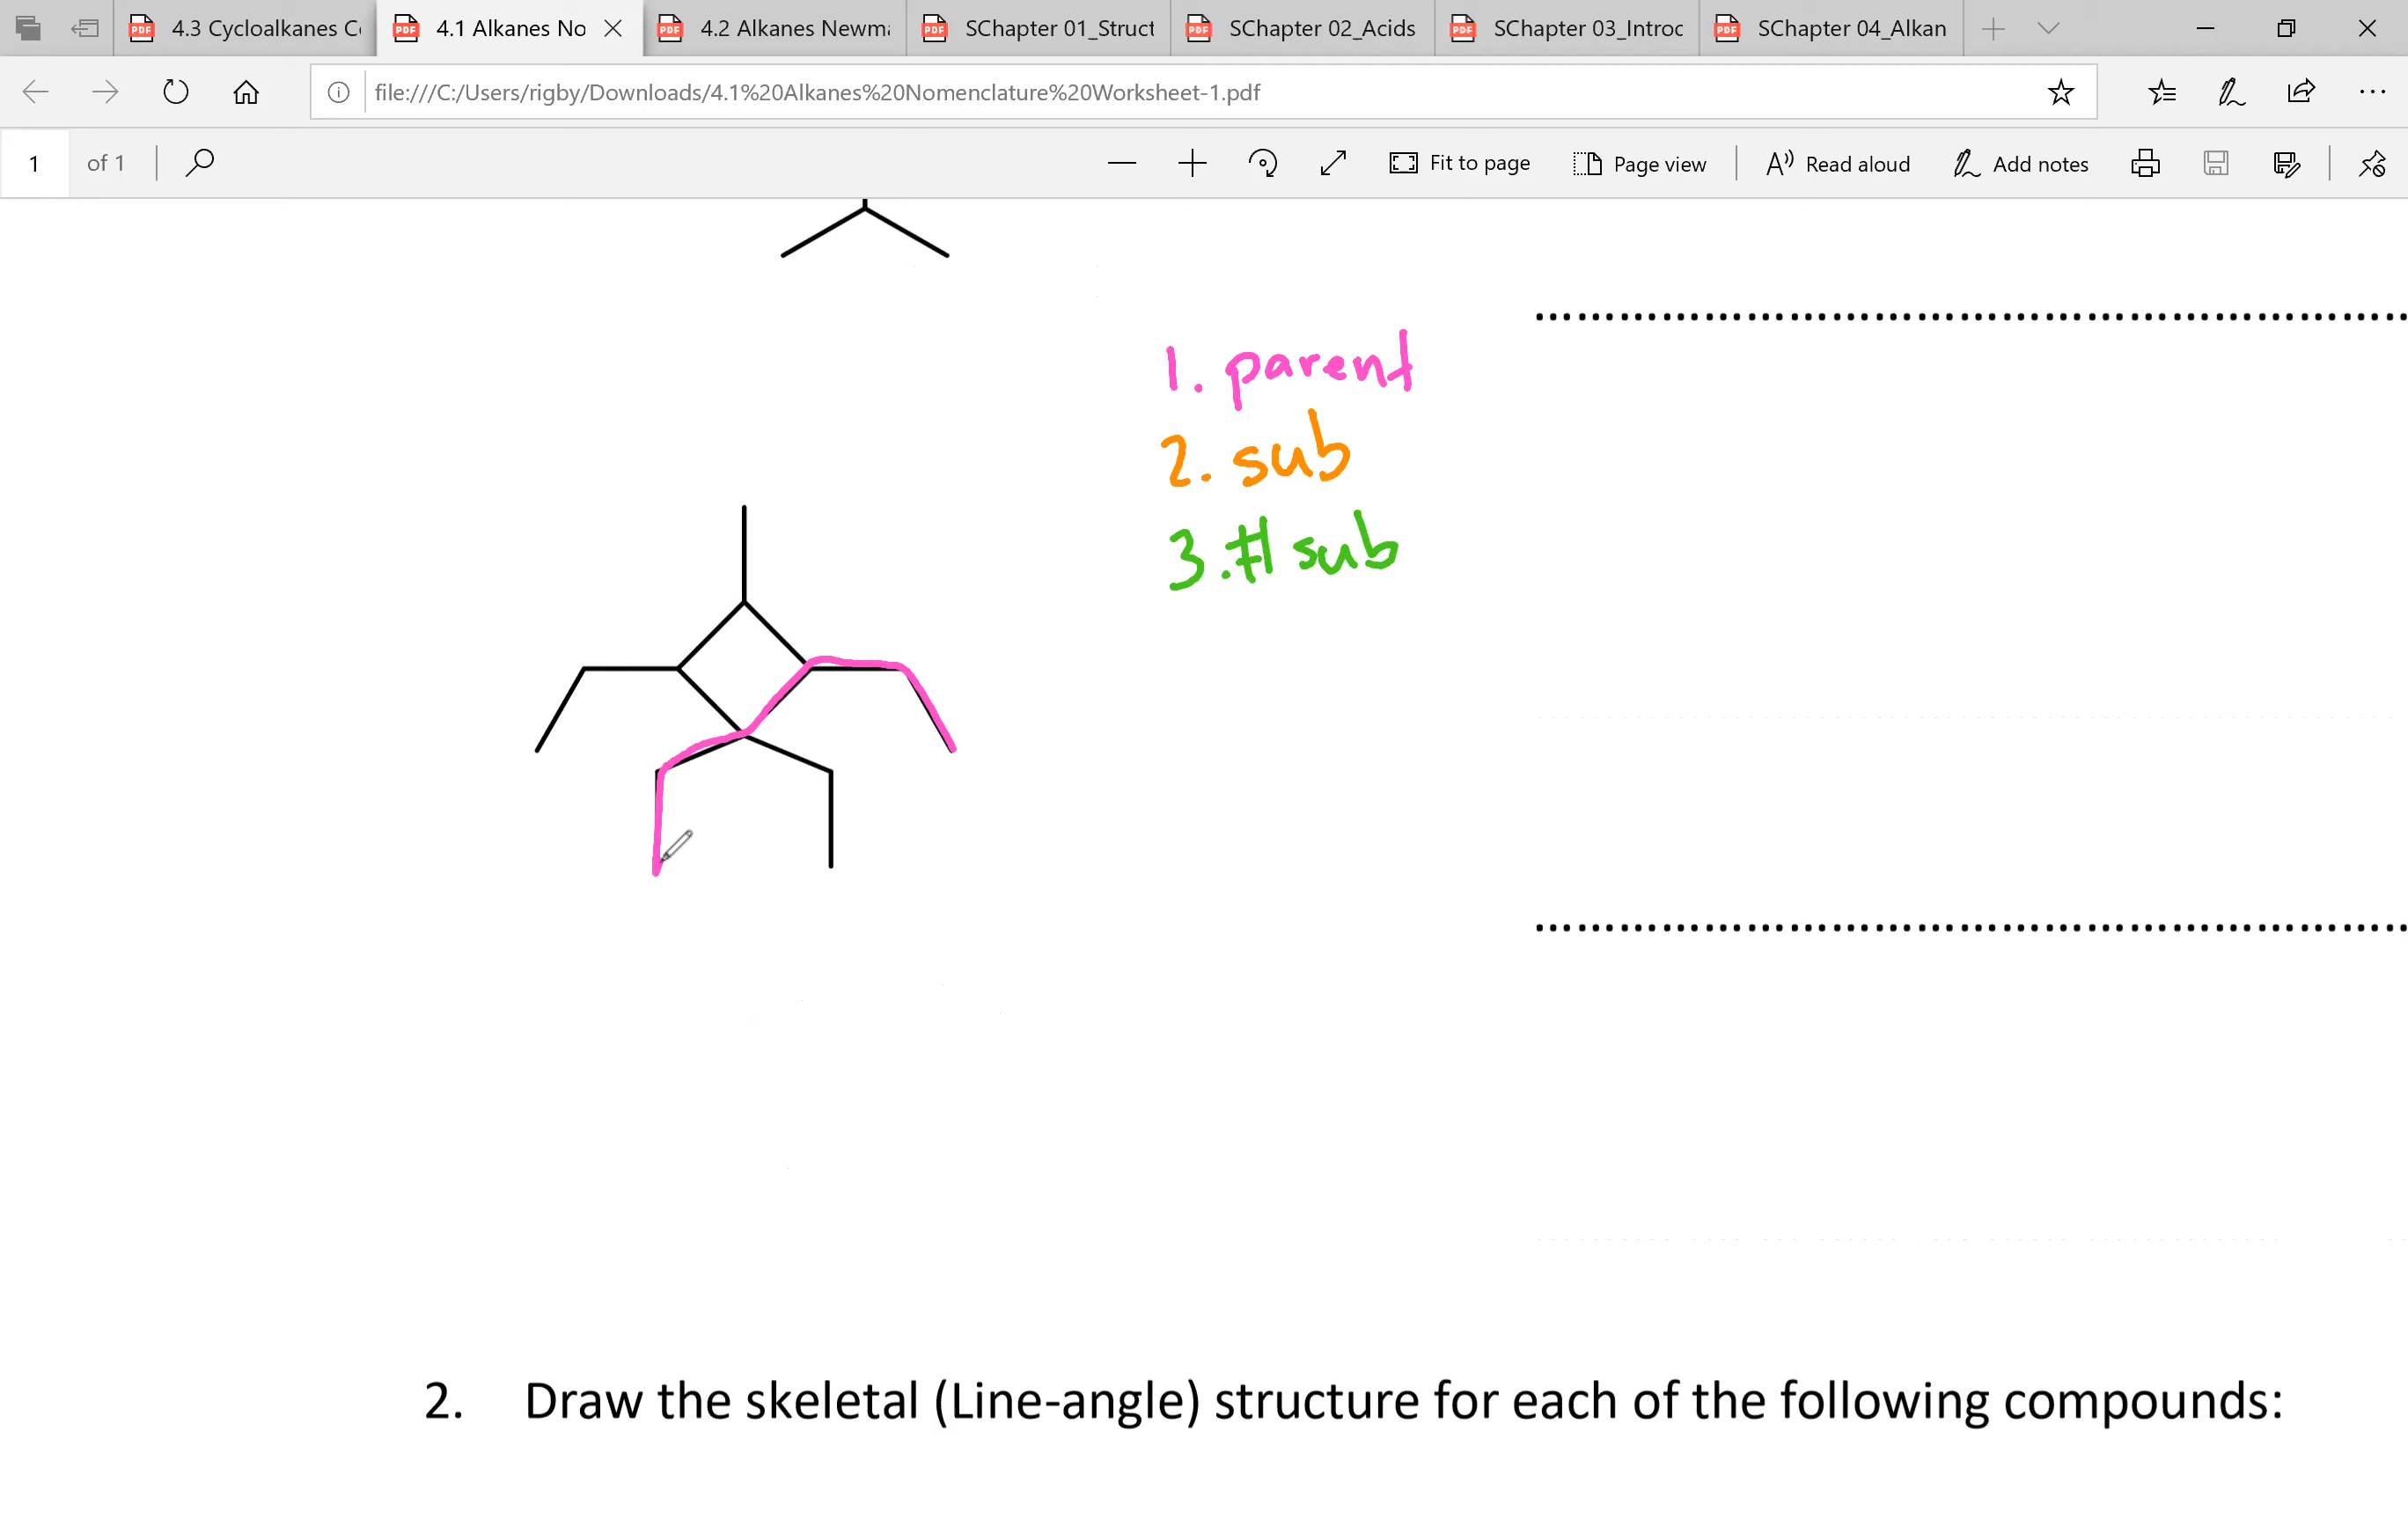 4.3 Cycloalkanes C
4.1 Alkanes No
4.2 Alkanes Newm
SChapter 01_Struct
SChapter 02_Acids
SChapter 03_Introc
SChapter 04_Alkan
file:///C:/Users/rigby/Downloads/4.1%20Alkanes%20Nomenclature%20Worksheet-1.pdf
1 of 1
Fit to page
Page view
Read aloud
Add notes
1. parent
2. sub
3. # sub
2. Draw the skeletal (Line-angle) structure for each of the following compounds: